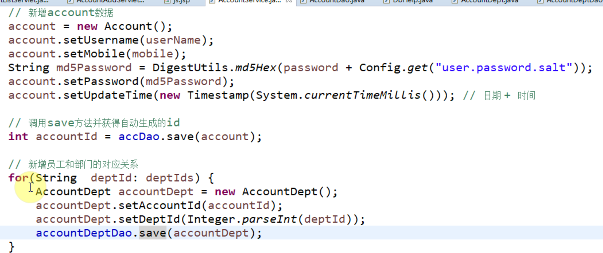 AccountService.ja
// 新增account数据
account = new Account();
account.setUsername(userName);
account.setMobile(mobile);
String md5Password = DigestUtils.md5Hex(password + Config.get("user.password.salt"));
account.setPassword(md5Password);
account.setUpdateTime(new Timestamp(System.currentTimeMillis())); // 日期 + 时间
// 调用save方法并获得自动生成的id
int accountId = accDao.save(account);
// 新增员工和部门的对应关系
for(String deptId: deptIds) {
AccountDept accountDept = new AccountDept();
accountDept.setAccountId(accountId);
accountDept.setDeptId(Integer.parseInt(deptId));
accountDeptDao.save(accountDept);
}